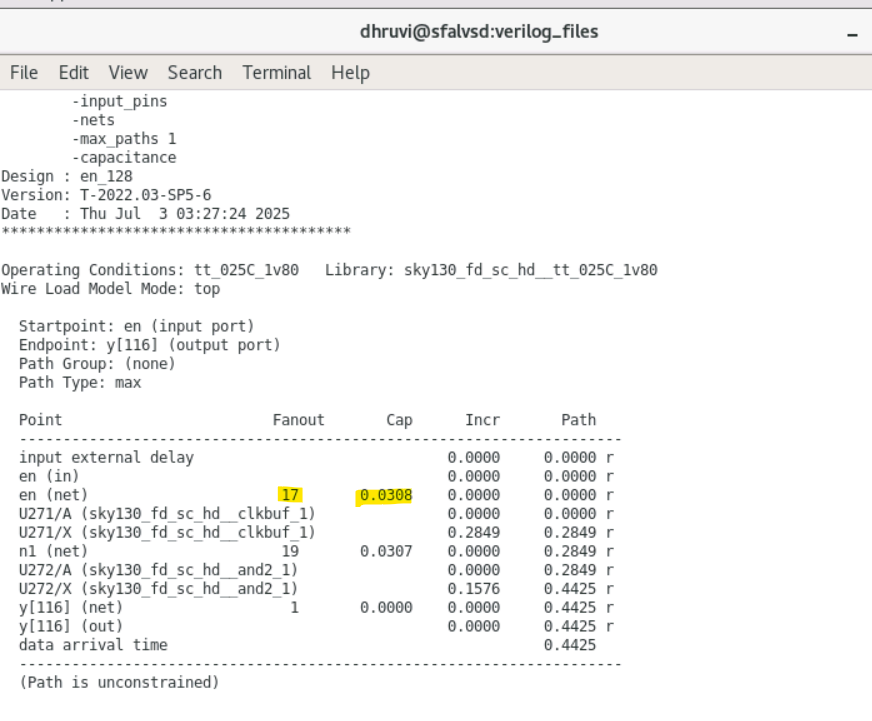 dhruvi@sfalvsd:verilog_files
File Edit View Search Terminal Help
-input_pins
-nets
-max_paths 1
-capacitance
Design : en_128
Version: T-2022.03-SP5-6
Date   : Thu Jul  3 03:27:24 2025
****************************************
Operating Conditions: tt_025C_1v80   Library: sky130_fd_sc_hd__tt_025C_1v80
Wire Load Model Mode: top
Startpoint: en (input port)
Endpoint: y[116] (output port)
Path Group: (none)
Path Type: max
Point                        Fanout       Cap      Incr       Path
---------------------------------------------------------------------
input external delay                             0.0000     0.0000 r
en (in)                                          0.0000     0.0000 r
en (net)                      17       0.0308    0.0000     0.0000 r
U271/A (sky130_fd_sc_hd__clkbuf_1)               0.0000     0.0000 r
U271/X (sky130_fd_sc_hd__clkbuf_1)               0.2849     0.2849 r
n1 (net)                      19       0.0307    0.0000     0.2849 r
U272/A (sky130_fd_sc_hd__and2_1)                 0.0000     0.2849 r
U272/X (sky130_fd_sc_hd__and2_1)                 0.1576     0.4425 r
y[116] (net)                   1       0.0000    0.0000     0.4425 r
y[116] (out)                                     0.0000     0.4425 r
data arrival time                                           0.4425
---------------------------------------------------------------------
(Path is unconstrained)